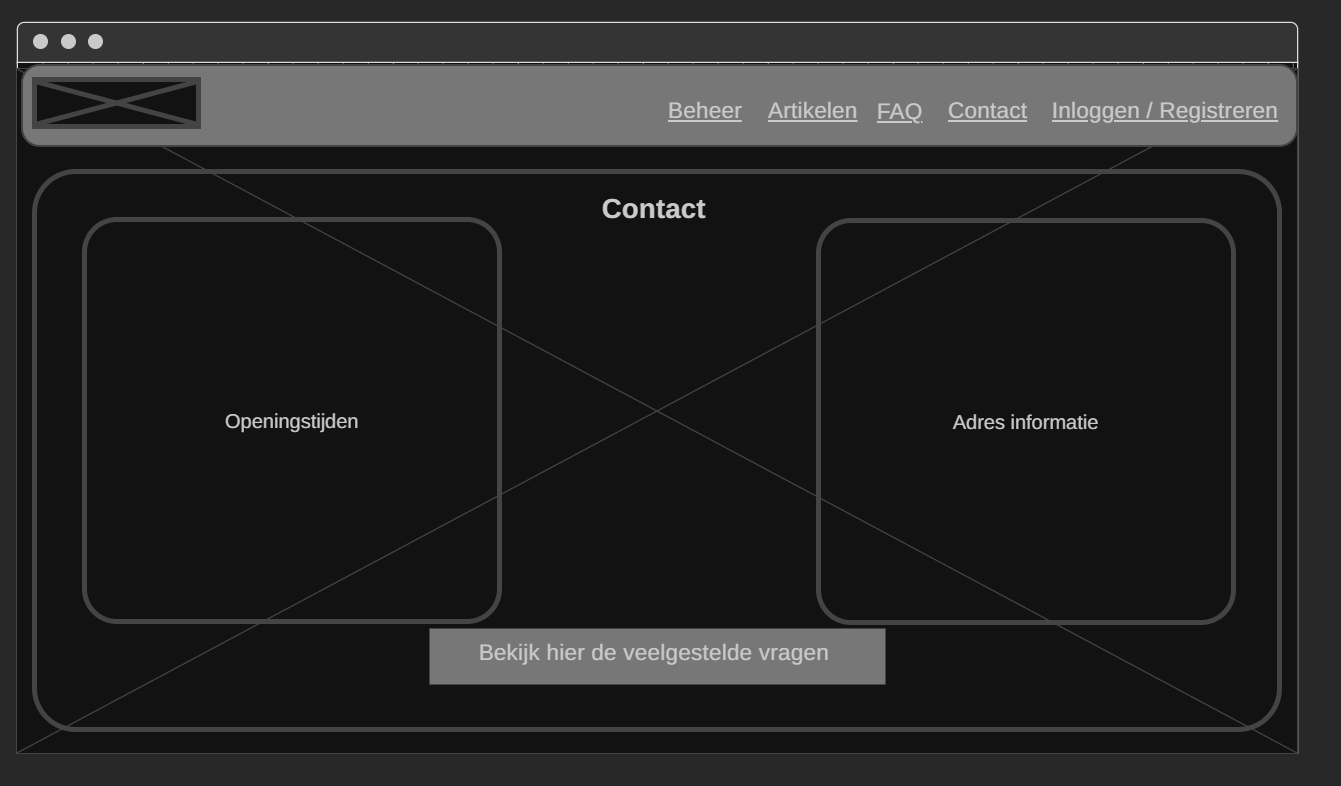 Beheer Artikelen FAQ Contact Inloggen / Registreren
Contact
Openingstijden
Adres informatie
Bekijk hier de veelgestelde vragen